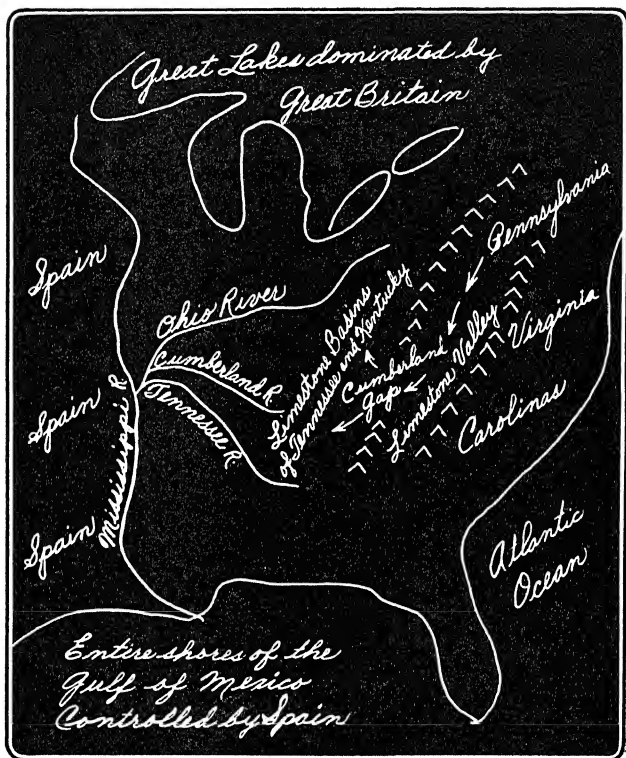 Great Lakes dominated by
Great Britain
Pennsylvania
Spain
Ohio River
Limestone Basins
of Tennessee and Kentucky
Cumberland
Gap
Limestone Valley
Virginia
Cumberland R.
Tennessee R.
Spain
Mississippi R.
Carolinas
Spain
Atlantic
Ocean
Entire shores of the
Gulf of Mexico
Controlled by Spain